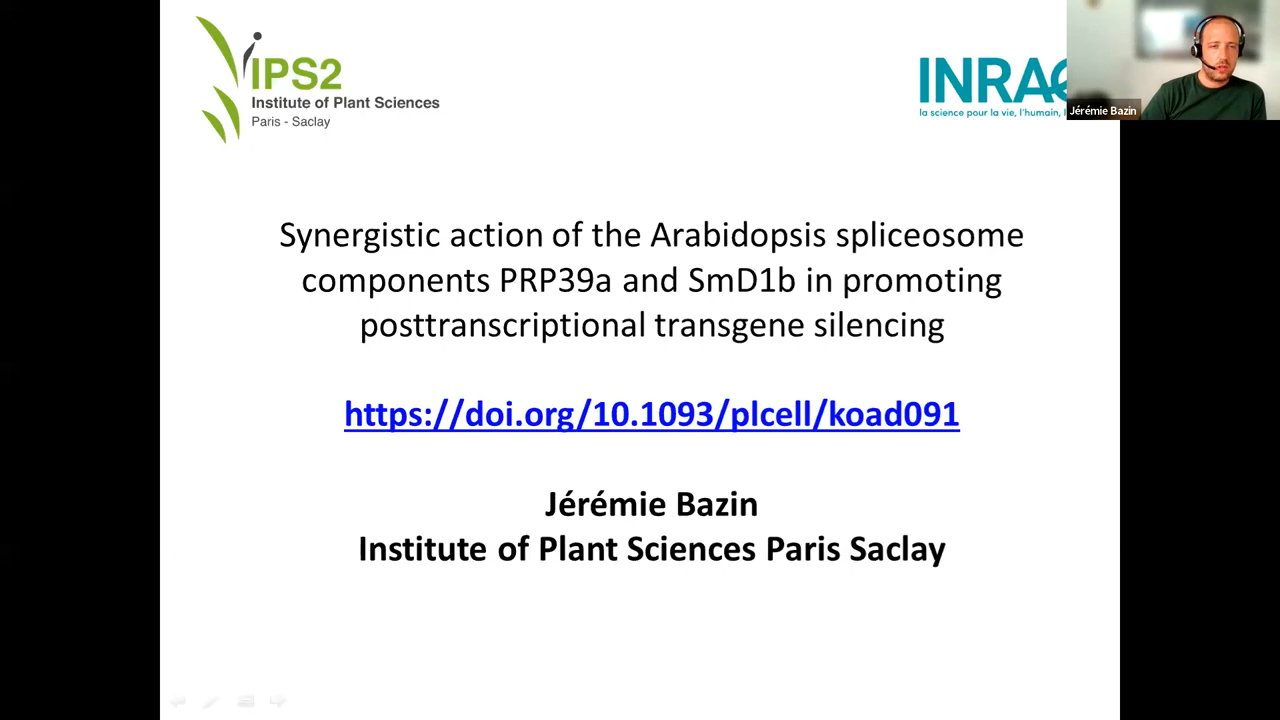 IPS2
Institute of Plant Sciences
Paris - Saclay
INRA
la science pour la vie, l'humain,
Jérémie Bazin
Synergistic action of the Arabidopsis spliceosome
components PRP39a and SmD1b in promoting
posttranscriptional transgene silencing
https://doi.org/10.1093/plcell/koad091
Jérémie Bazin
Institute of Plant Sciences Paris Saclay